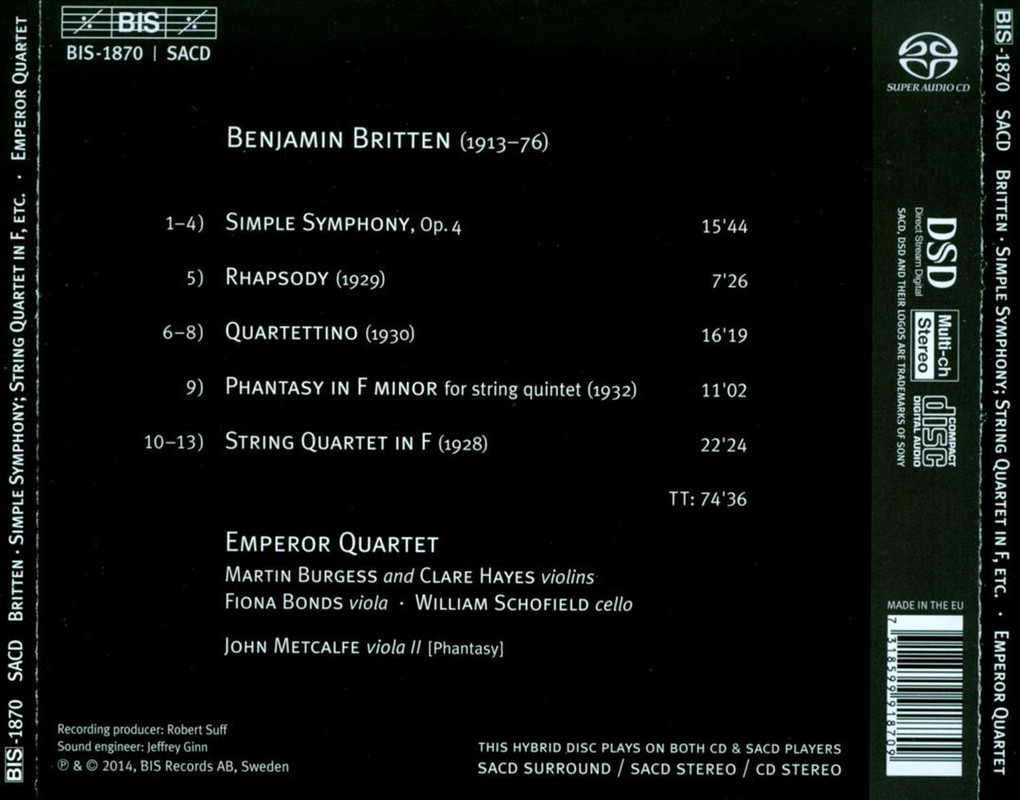 BIS
BIS-1870 | SACD
BENJAMIN BRITTEN (1913–76)
1–4) SIMPLE SYMPHONY, Op. 4 15'44
5) RHAPSODY (1929) 7'26
6–8) QUARTETTINO (1930) 16'19
9) PHANTASY IN F MINOR for string quintet (1932) 11'02
10–13) STRING QUARTET IN F (1928) 22'24
TT: 74'36
EMPEROR QUARTET
MARTIN BURGESS and CLARE HAYES violins
FIONA BONDS viola · WILLIAM SCHOFIELD cello
JOHN METCALFE viola II [Phantasy]
Recording producer: Robert Suff
Sound engineer: Jeffrey Ginn
℗ & © 2014, BIS Records AB, Sweden
THIS HYBRID DISC PLAYS ON BOTH CD & SACD PLAYERS
SACD SURROUND / SACD STEREO / CD STEREO
SUPER AUDIO CD
DSD
Direct Stream Digital
Multi-ch
Stereo
COMPACT
disc
DIGITAL AUDIO
SACD, DSD AND THEIR LOGOS ARE TRADEMARKS OF SONY
MADE IN THE EU
7 318599 918709
BIS-1870 SACD BRITTEN · SIMPLE SYMPHONY; STRING QUARTET IN F, ETC. · EMPEROR QUARTET
BIS-1870 SACD BRITTEN · SIMPLE SYMPHONY; STRING QUARTET IN F, ETC. · EMPEROR QUARTET